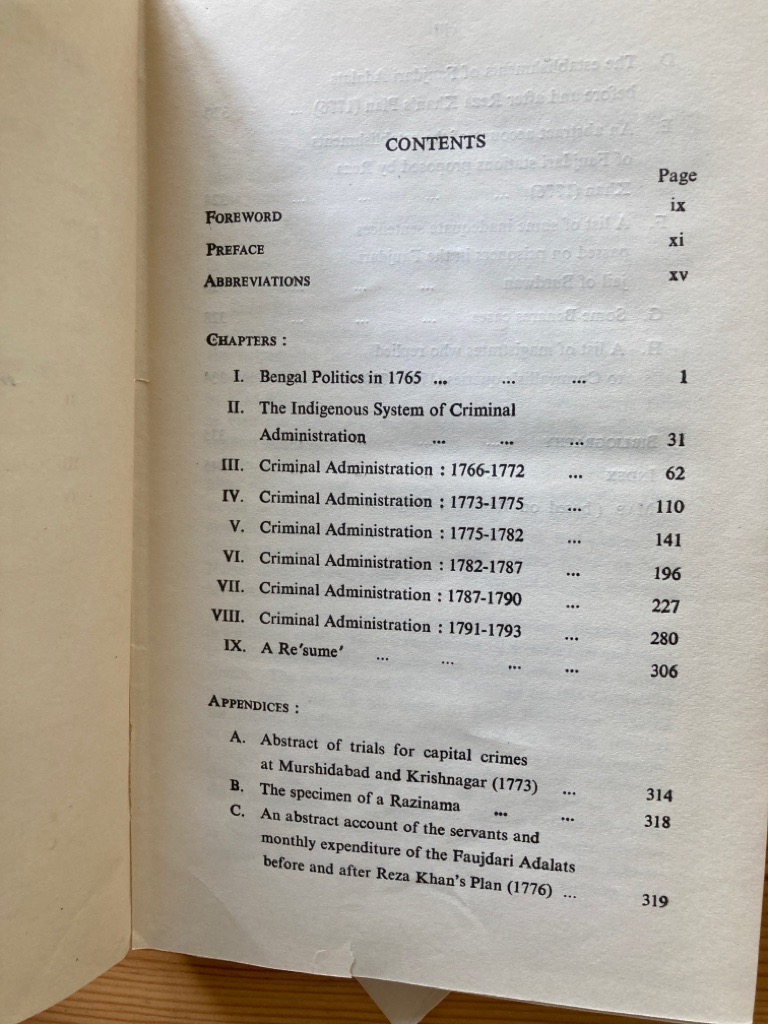 CONTENTS
Page
FOREWORD ix
PREFACE xi
ABBREVIATIONS xv
CHAPTERS :
I. Bengal Politics in 1765 ... ... ... 1
II. The Indigenous System of Criminal
Administration ... ... ... 31
III. Criminal Administration : 1766-1772 ... 62
IV. Criminal Administration : 1773-1775 ... 110
V. Criminal Administration : 1775-1782 ... 141
VI. Criminal Administration : 1782-1787 ... 196
VII. Criminal Administration : 1787-1790 ... 227
VIII. Criminal Administration : 1791-1793 ... 280
IX. A Re'sume' ... ... ... ... 306
APPENDICES :
A. Abstract of trials for capital crimes
at Murshidabad and Krishnagar (1773) ... 314
B. The specimen of a Razinama ... ... 318
C. An abstract account of the servants and
monthly expenditure of the Faujdari Adalats
before and after Reza Khan's Plan (1776) ... 319